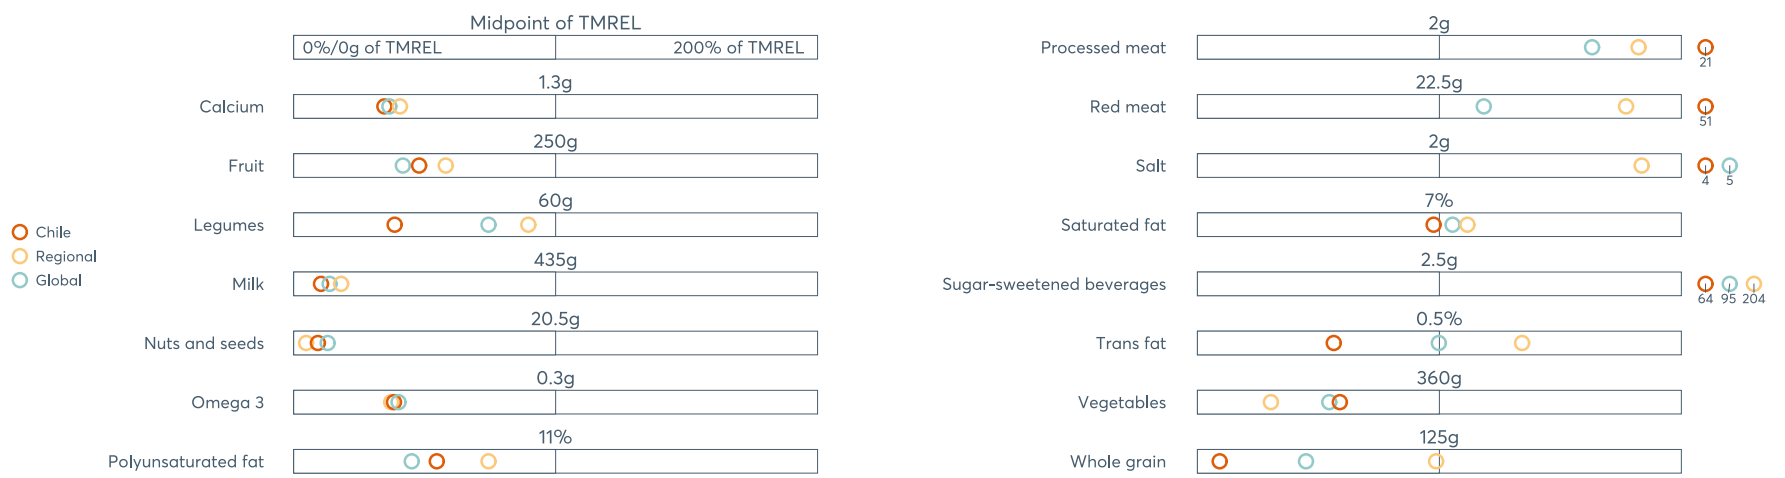 Chile
Regional
Global
Midpoint of TMREL
0%/0g of TMREL 200% of TMREL
1.3g
Calcium
250g
Fruit
60g
Legumes
435g
Milk
20.5g
Nuts and seeds
0.3g
Omega 3
11%
Polyunsaturated fat
2g
Processed meat
21
22.5g
Red meat
51
2g
Salt
4 5
7%
Saturated fat
2.5g
Sugar-sweetened beverages
64 95 204
0.5%
Trans fat
360g
Vegetables
125g
Whole grain